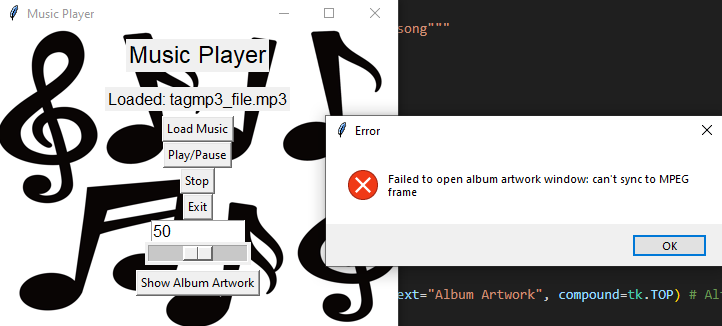 Music Player
song"""
Music Player
Loaded: tagmp3_file.mp3
Load Music
Play/Pause
Stop
Exit
50
Show Album Artwork
Error
Failed to open album artwork window: can't sync to MPEG
frame
OK
ext="Album Artwork", compound=tk.TOP) # Al